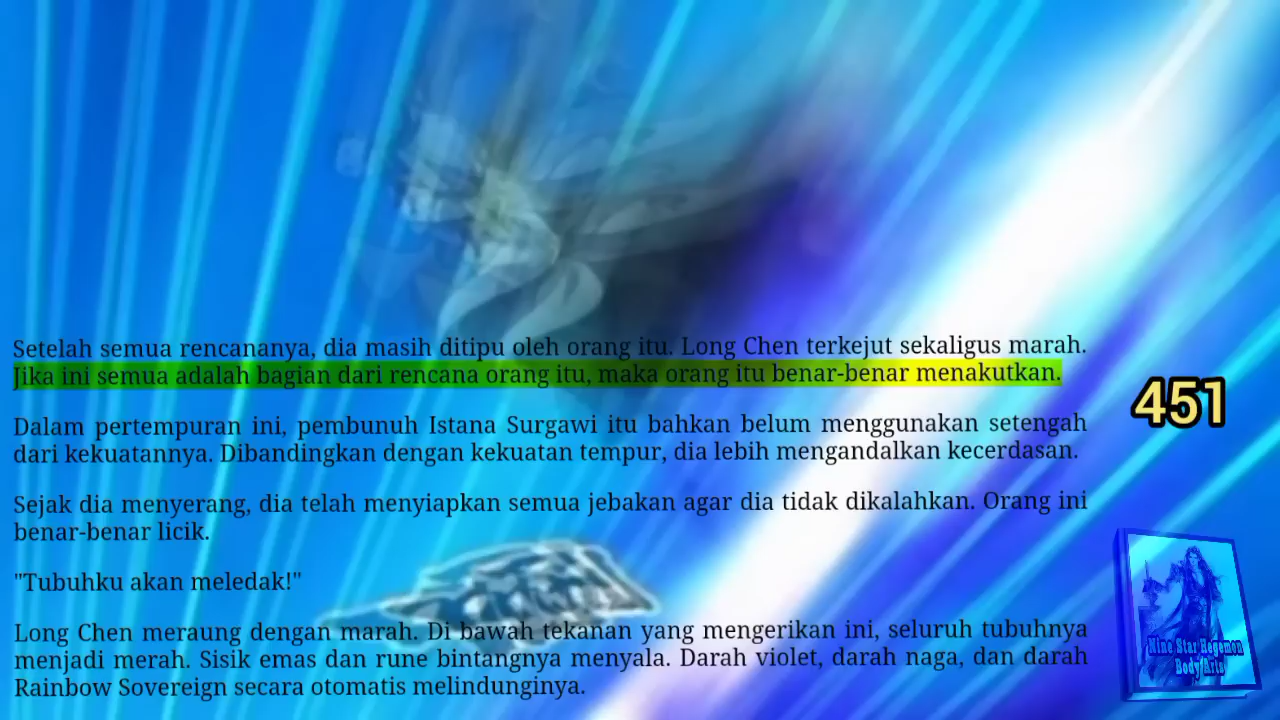 Setelah semua rencananya, dia masih ditipu oleh orang itu. Long Chen terkejut sekaligus marah.
Jika ini semua adalah bagian dari rencana orang itu, maka orang itu benar-benar menakutkan.
Dalam pertempuran ini, pembunuh Istana Surgawi itu bahkan belum menggunakan setengah
dari kekuatannya. Dibandingkan dengan kekuatan tempur, dia lebih mengandalkan kecerdasan.
Sejak dia menyerang, dia telah menyiapkan semua jebakan agar dia tidak dikalahkan. Orang ini
benar-benar licik.
"Tubuhku akan meledak!"
Long Chen meraung dengan marah. Di bawah tekanan yang mengerikan ini, seluruh tubuhnya
menjadi merah. Sisik emas dan rune bintangnya menyala. Darah violet, darah naga, dan darah
Rainbow Sovereign secara otomatis melindunginya.
451
Nine Star Hegemon
Body Arts